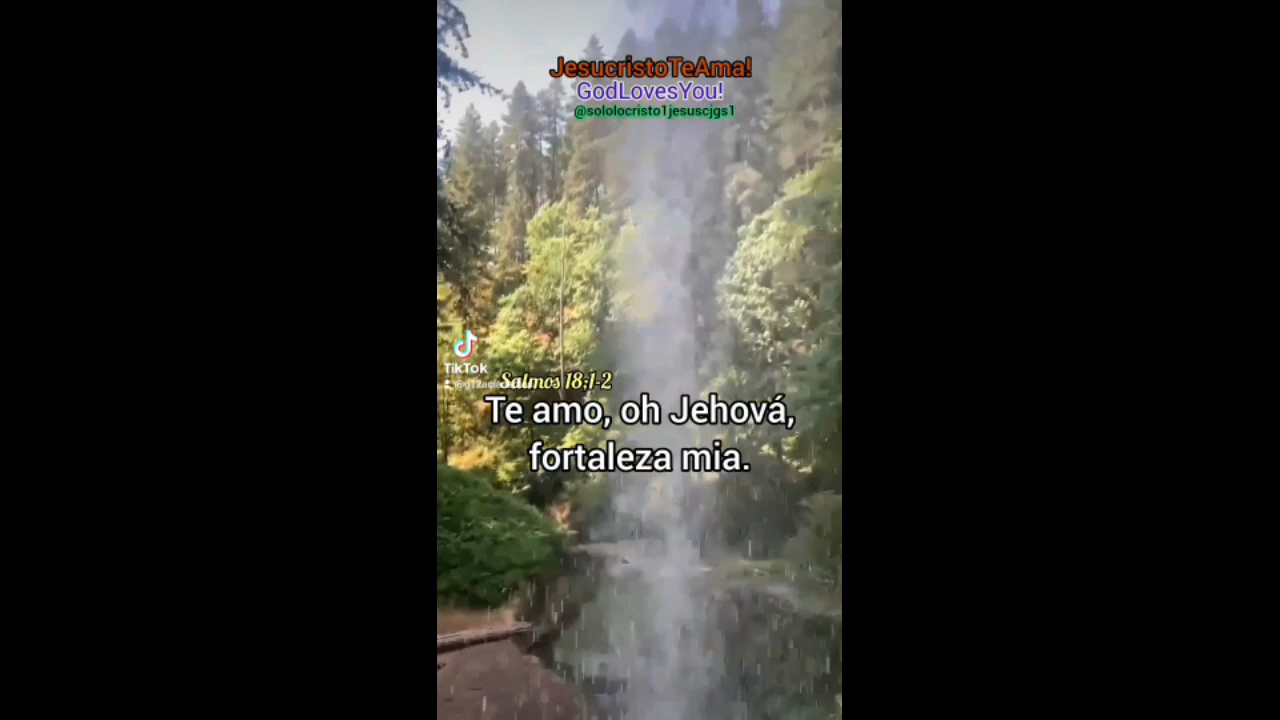 JesucristoTeAma!
GodLovesYou!
@sololocristo1jesuscjgs1
TikTok
Salmos 18:1-2
Te amo, oh Jehová,
fortaleza mia.